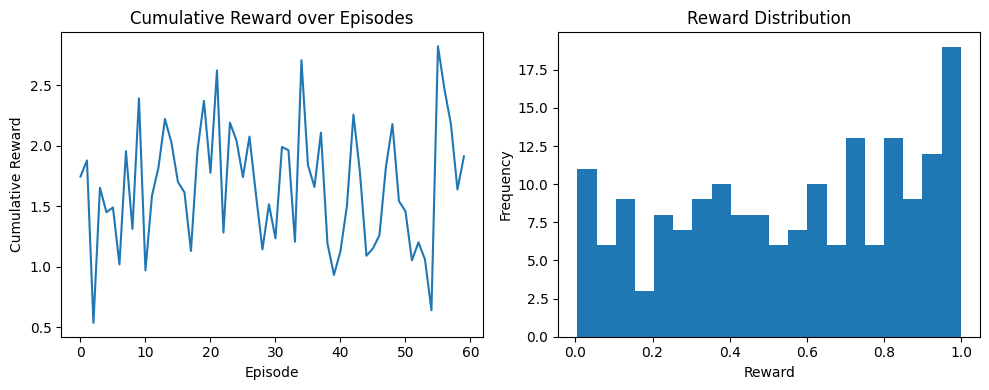 Cumulative Reward over Episodes
Cumulative Reward
2.5
2.0
1.5
1.0
0.5
0 10 20 30 40 50 60
Episode
Reward Distribution
Frequency
17.5
15.0
12.5
10.0
7.5
5.0
2.5
0.0
0.0 0.2 0.4 0.6 0.8 1.0
Reward